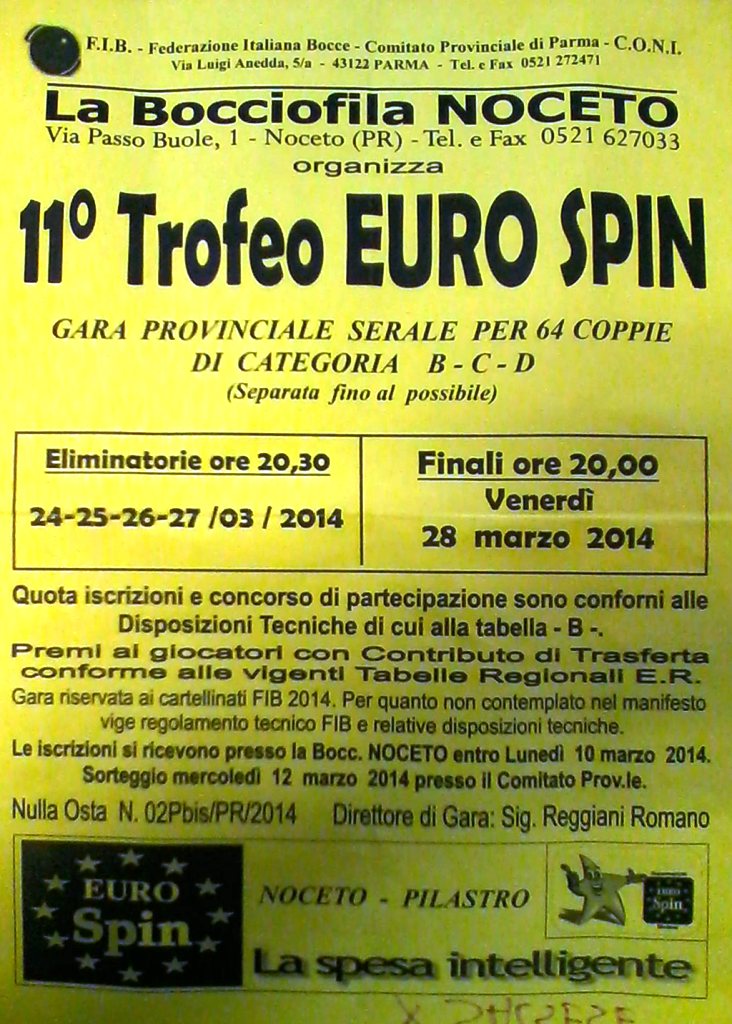 F.I.B. - Federazione Italiana Bocce - Comitato Provinciale di Parma - C.O.N.I.
Via Luigi Anedda, 5/a - 43122 PARMA - Tel. e Fax 0521 272471
La Bocciofila NOCETO
Via Passo Buole, 1 - Noceto (PR) - Tel. e Fax 0521 627033
organizza
11º Trofeo EURO SPIN
GARA PROVINCIALE SERALE PER 64 COPPIE
DI CATEGORIA B - C - D
(Separata fino al possibile)
Eliminatorie ore 20,30
24-25-26-27 /03 / 2014
Finali ore 20,00
Venerdì
28 marzo 2014
Quota iscrizioni e concorso di partecipazione sono conforni alle
Disposizioni Tecniche di cui alla tabella - B -.
Premi ai giocatori con Contributo di Trasferta
conforme alle vigenti Tabelle Regionali E.R.
Gara riservata ai cartellinati FIB 2014. Per quanto non contemplato nel manifesto
vige regolamento tecnico FIB e relative disposizioni tecniche.
Le iscrizioni si ricevono presso la Bocc. NOCETO entro Lunedì 10 marzo 2014.
Sorteggio mercoledì 12 marzo 2014 presso il Comitato Prov.le.
Nulla Osta N. 02Pbis/PR/2014 Direttore di Gara: Sig. Reggiani Romano
EURO
Spin
NOCETO - PILASTRO
EURO
Spin
La spesa intelligente